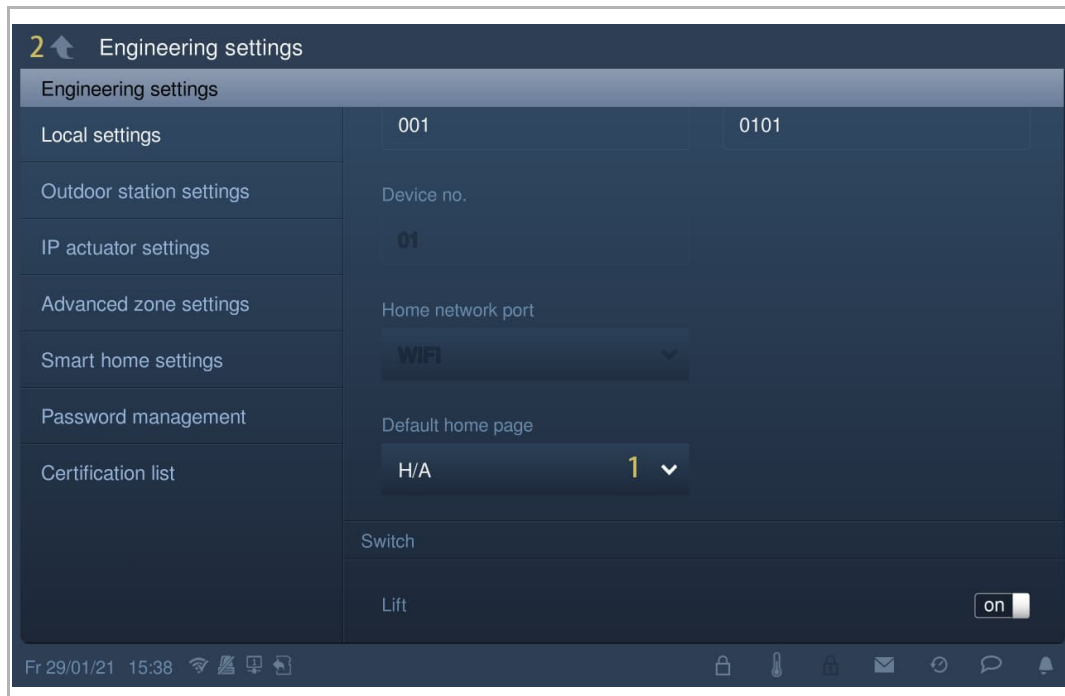 2 Engineering settings
Engineering settings
Local settings
Outdoor station settings
IP actuator settings
Advanced zone settings
Smart home settings
Password management
Certification list
001 0101
Device no.
01
Home network port
WIFI
Default home page
H/A 1
Switch
Lift on
Fr 29/01/21 15:38